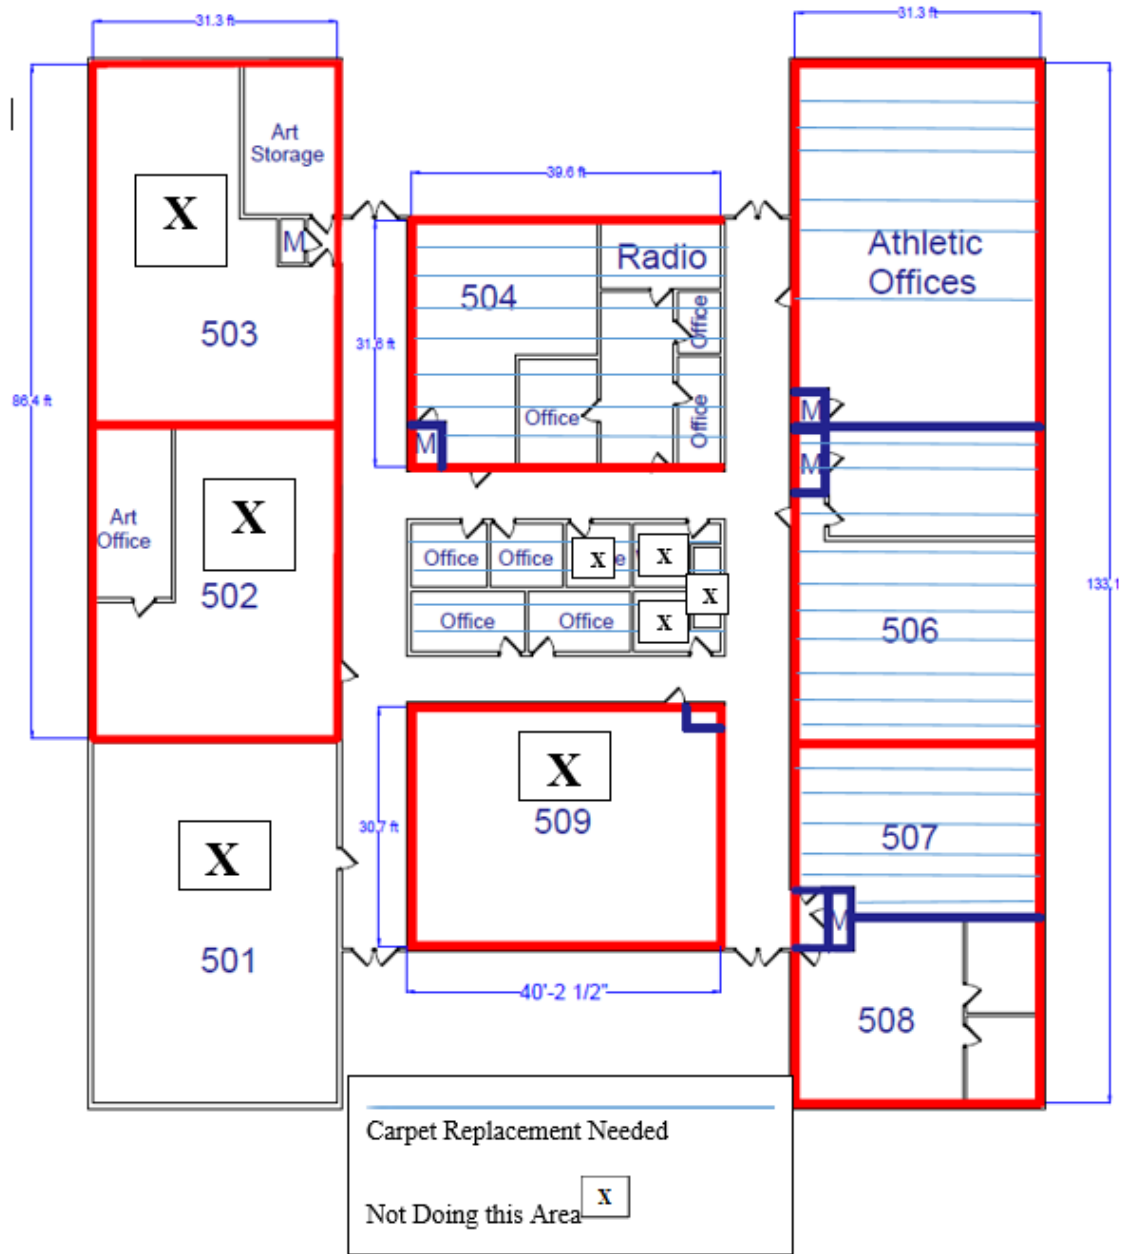 31.3 ft
31.3 ft
Art
Storage
X
39.6 ft
M
Radio
Athletic
Offices
504
Office
503
31.6 ft
86.4 ft
M
Office
Office
M
M
X
Art
Office
Office
Office
X
X
133.1
502
X
Office
Office
X
506
30.7 ft
X
509
507
X
M
501
40'-2 1/2"
508
Carpet Replacement Needed
Not Doing this Area
X